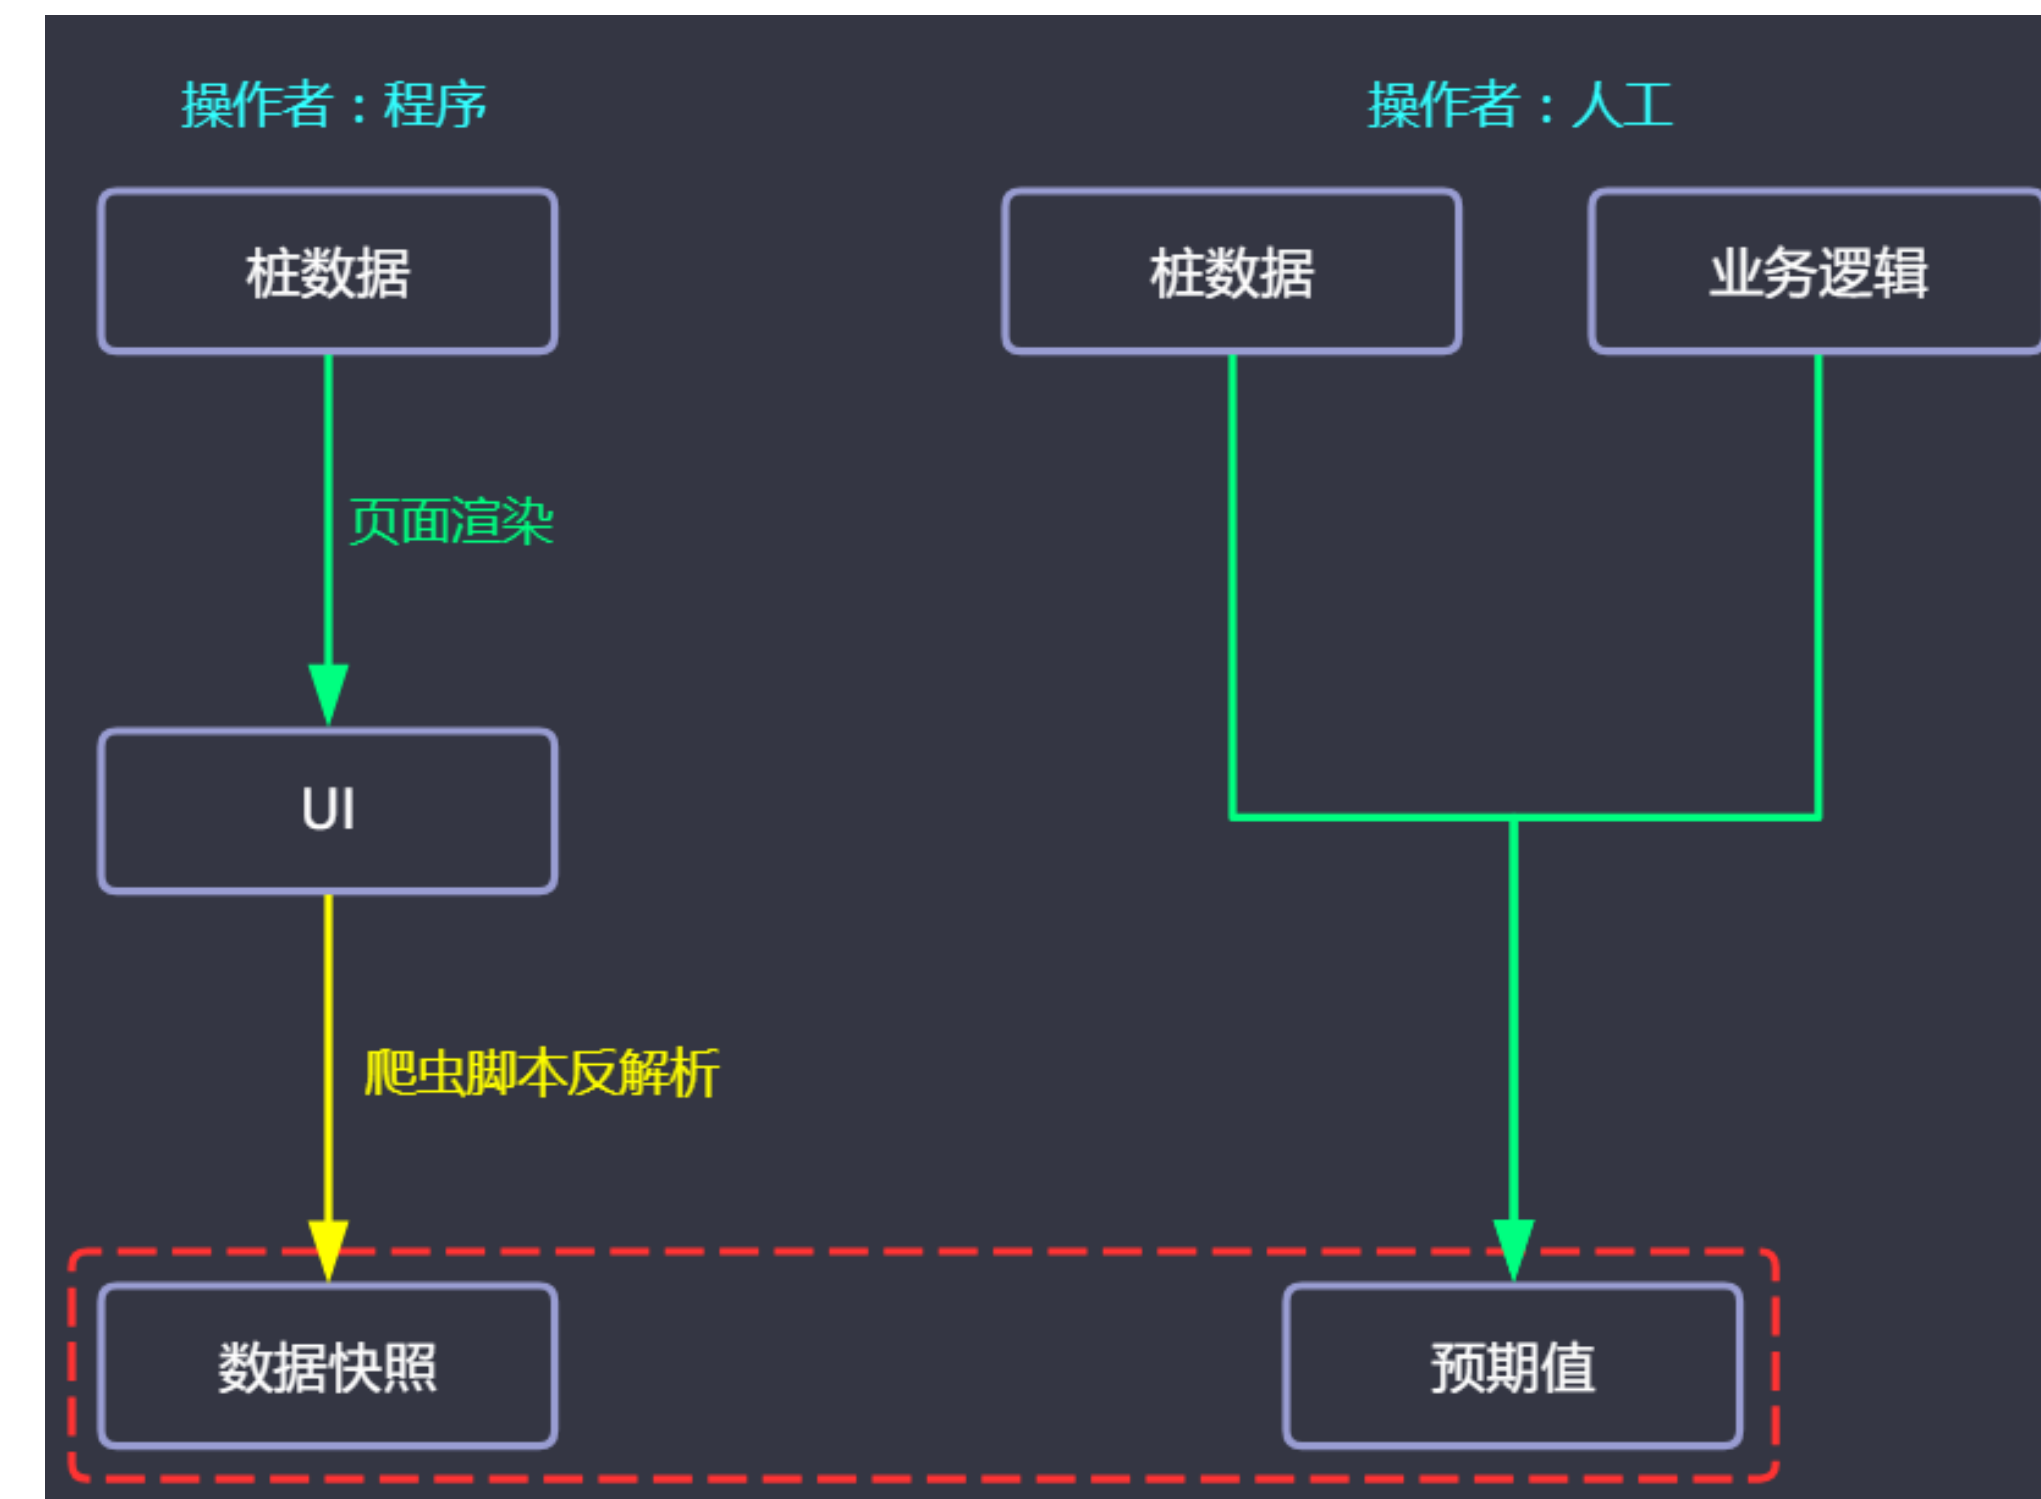 操作者：程序
操作者：人工
桩数据
桩数据
业务逻辑
页面渲染
UI
爬虫脚本反解析
数据快照
预期值